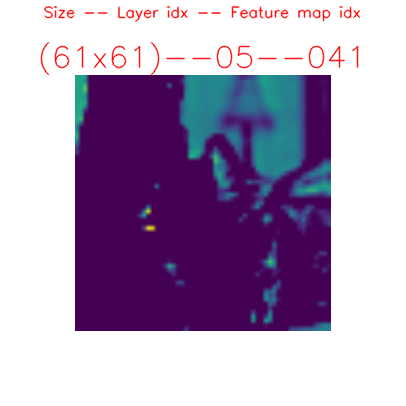 Size -- Layer idx -- Feature map idx
(61x61)--05--041